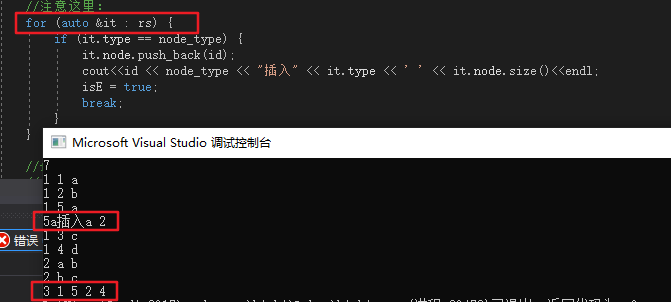 //注意这里：
for (auto &it : rs) {
if (it.type == node_type) {
it.node.push_back(id);
cout<<id << node_type << "插入" << it.type << ' ' << it.node.size()<<endl;
isE = true;
break;
}
}
Microsoft Visual Studio 调试控制台
7
1 1 a
1 2 b
1 5 a
5a插入a 2
错误
1 3 c
1 4 d
2 a b
2 b c
3 1 5 2 4